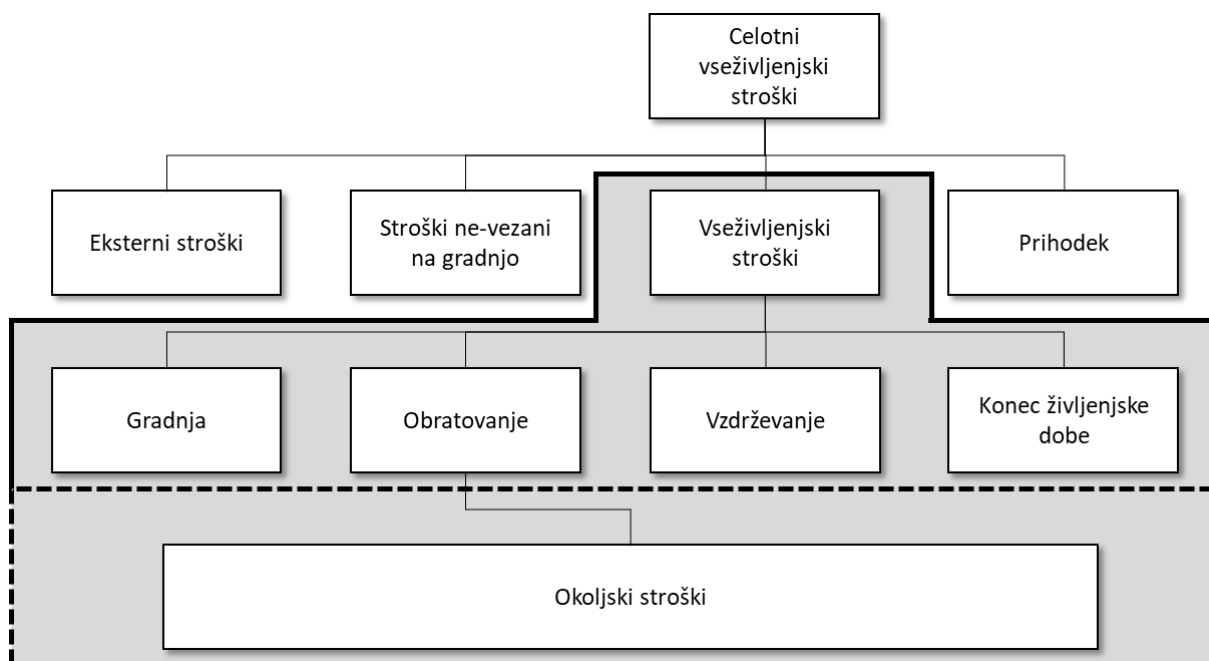 Celotni
vseživljenjski
stroški
Eksterni stroški
Stroški ne-vezani
na gradnjo
Vseživljenjski
stroški
Prihodek
Gradnja
Obratovanje
Vzdrževanje
Konec življenjske
dobe
Okoljski stroški